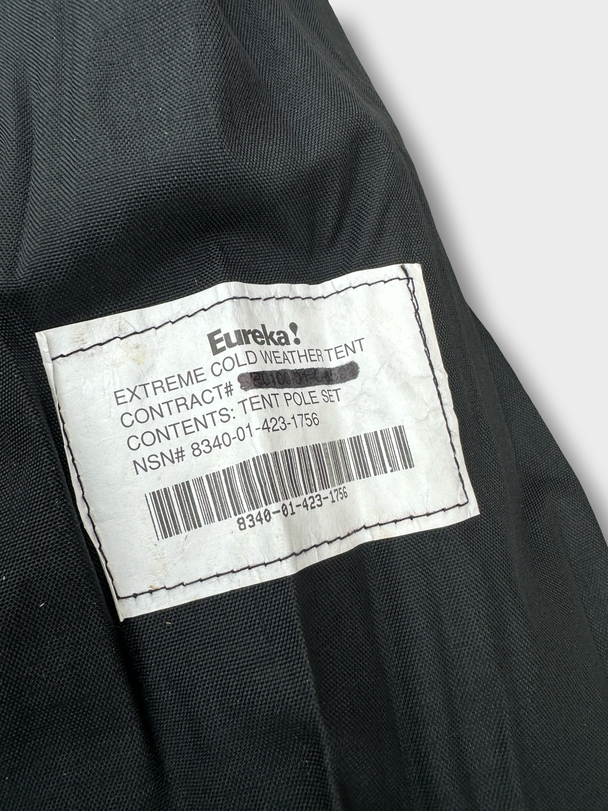 Eureka!
EXTREME COLD WEATHER TENT
CONTRACT#
CONTENTS: TENT POLE SET
NSN# 8340-01-423-1756
8340-01-423-1756